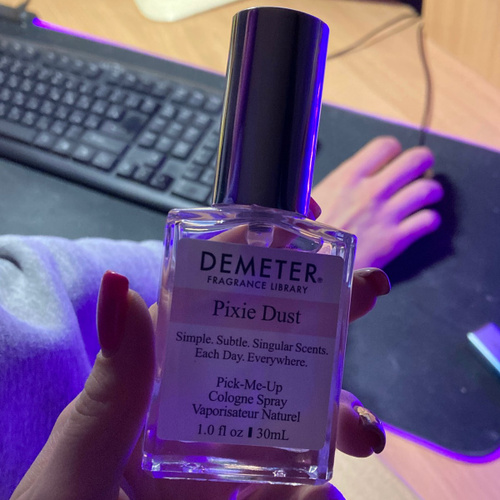 DEMETER®
FRAGRANCE LIBRARY
Pixie Dust
Simple. Subtle. Singular Scents.
Each Day. Everywhere.
Pick-Me-Up
Cologne Spray
Vaporisateur Naturel
1.0 fl oz | 30mL